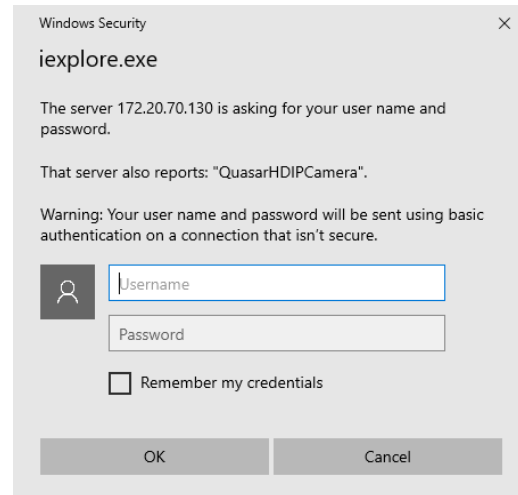 Windows Security
iexplore.exe
The server 172.20.70.130 is asking for your user name and
password.
That server also reports: "QuasarHDIPCamera".
Warning: Your user name and password will be sent using basic
authentication on a connection that isn't secure.
Username
Password
Remember my credentials
OK
Cancel